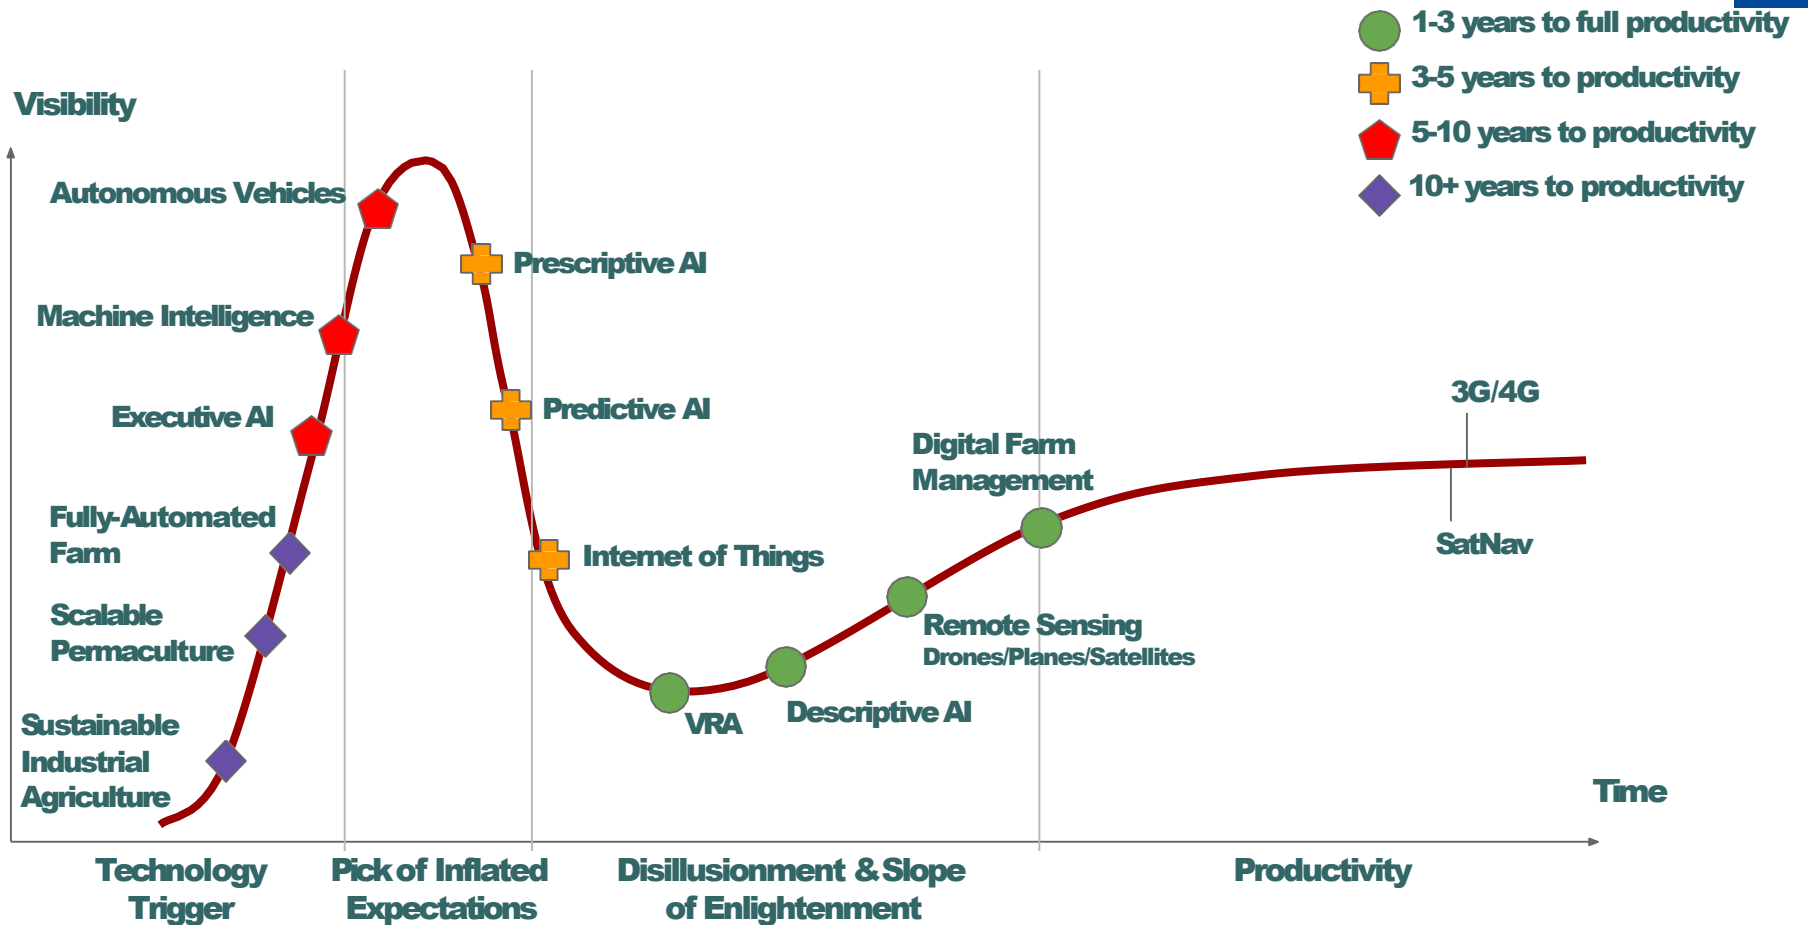 1-3 years to full productivity
3-5 years to productivity
5-10 years to productivity
10+ years to productivity
Visibility
Autonomous Vehicles
Prescriptive AI
Machine Intelligence
Executive AI
Predictive AI
3G/4G
Digital Farm
Management
Fully-Automated
Farm
Internet of Things
SatNav
Scalable
Permaculture
Remote Sensing
Drones/Planes/Satellites
Sustainable
Industrial
Agriculture
VRA
Descriptive AI
Time
Technology
Trigger
Pick of Inflated
Expectations
Disillusionment & Slope
of Enlightenment
Productivity